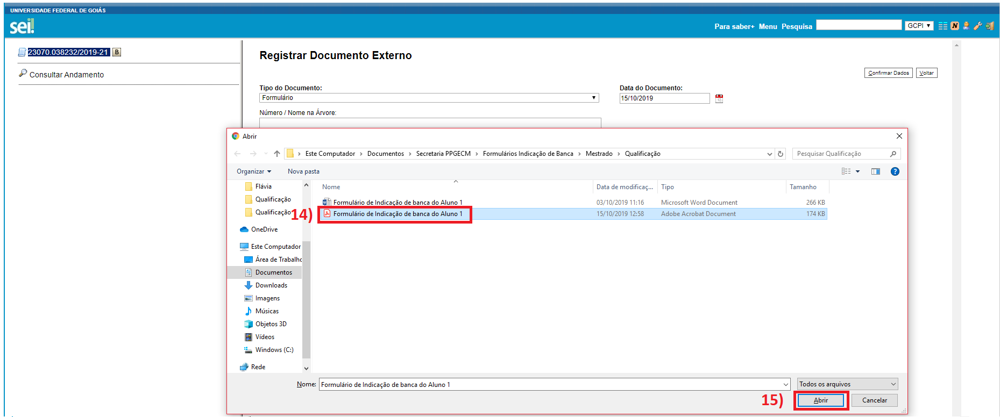 UNIVERSIDADE FEDERAL DE GOIÁS
sei!
Para saber+ Menu Pesquisa GCPI
N
23070.038232/2019-21 B
Consultar Andamento
Registrar Documento Externo
Confirmar Dados Voltar
Tipo do Documento:
Formulário
Data do Documento:
15/10/2019
Número / Nome na Árvore:
Abrir
Este Computador > Documentos > Secretaria PPGECM > Formulários Indicação de Banca > Mestrado > Qualificação
Pesquisar Qualificação
Organizar Nova pasta
Nome Data de modificaç... Tipo Tamanho
Formulário de Indicação de banca do Aluno 1 03/10/2019 11:16 Microsoft Word Document 266 KB
14) Formulário de Indicação de banca do Aluno 1 15/10/2019 12:58 Adobe Acrobat Document 174 KB
Flávia
Qualificação
Qualificação
OneDrive
Este Computador
Área de Trabalho
Documentos
Downloads
Imagens
Músicas
Objetos 3D
Vídeos
Windows (C:)
Rede
Nome: Formulário de Indicação de banca do Aluno 1 Todos os arquivos
15) Abrir Cancelar